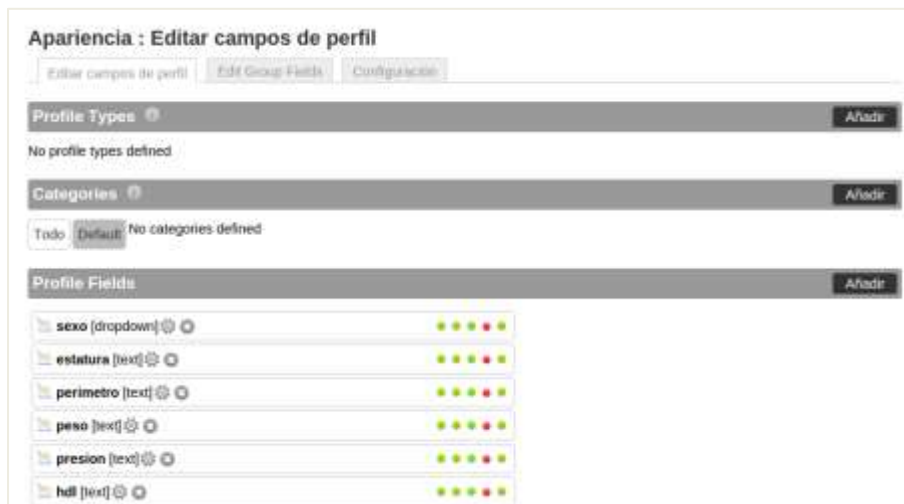 Apariencia : Editar campos de perfil
Editar campos de perfil Edit Group Fields Configuración
Profile Types Añadir
No profile types defined
Categories Añadir
Todo Default No categories defined
Profile Fields Añadir
sexo [dropdown]
estatura [text]
perimetro [text]
peso [text]
presion [text]
hdl [text]